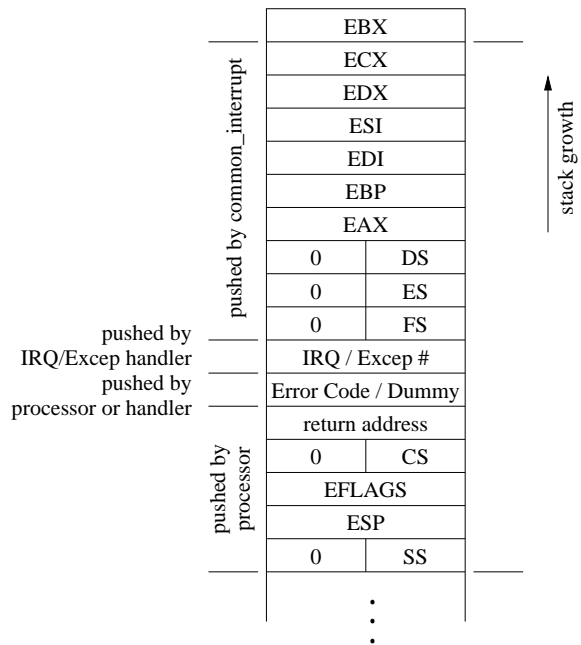 EBX
ECX
EDX
ESI
EDI
EBP
EAX
0 DS
0 ES
0 FS
IRQ / Excep #
Error Code / Dummy
return address
0 CS
EFLAGS
ESP
0 SS
pushed by common_interrupt
pushed by
IRQ/Excep handler
pushed by
processor or handler
pushed by
processor
stack growth